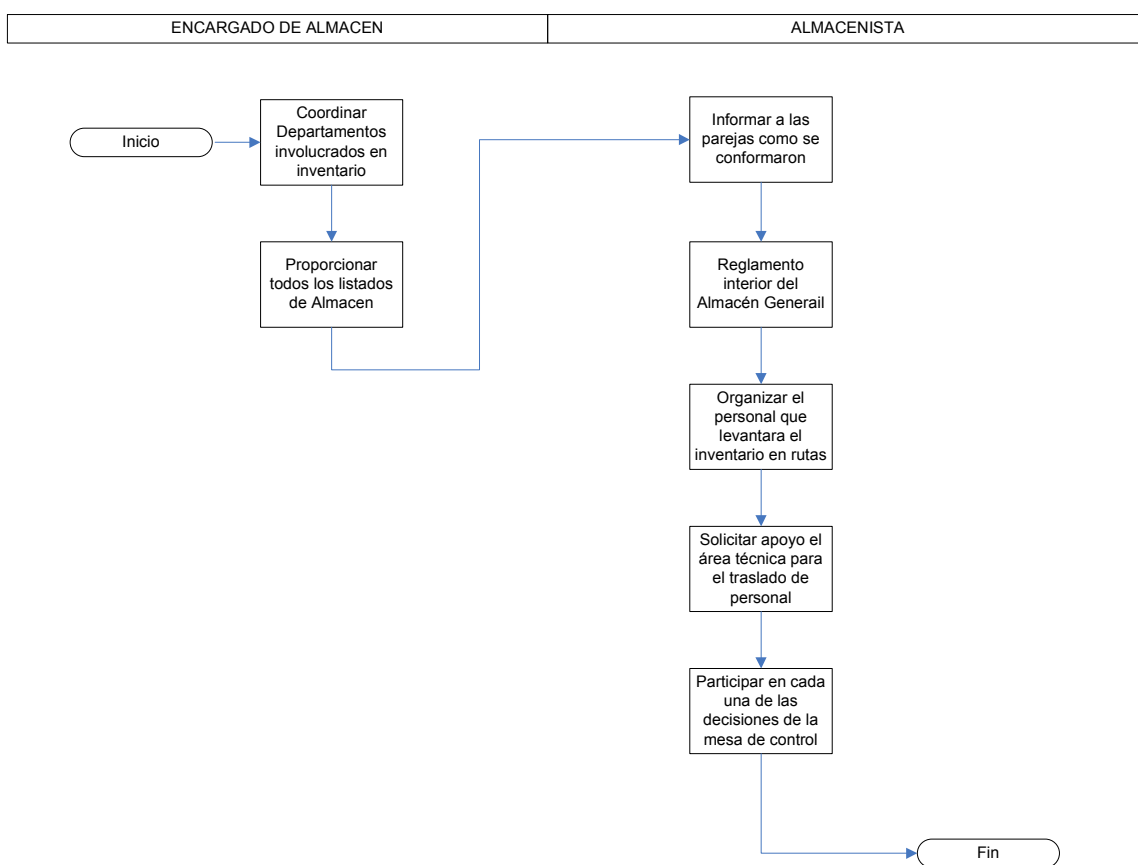 ENCARGADO DE ALMACEN
ALMACENISTA
Inicio
Coordinar
Departamentos
involucrados en
inventario
Proporcionar
todos los listados
de Almacen
Informar a las
parejas como se
conformaron
Reglamento
interior del
Almacén Generail
Organizar el
personal que
levantara el
inventario en rutas
Solicitar apoyo el
área técnica para
el traslado de
personal
Participar en cada
una de las
decisiones de la
mesa de control
Fin